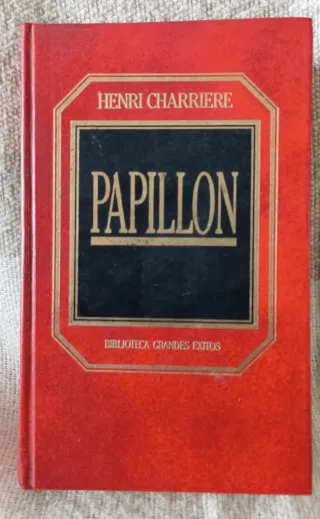 HENRI CHARRIERE
PAPILLON
BIBLIOTECA GRANDES EXITOS